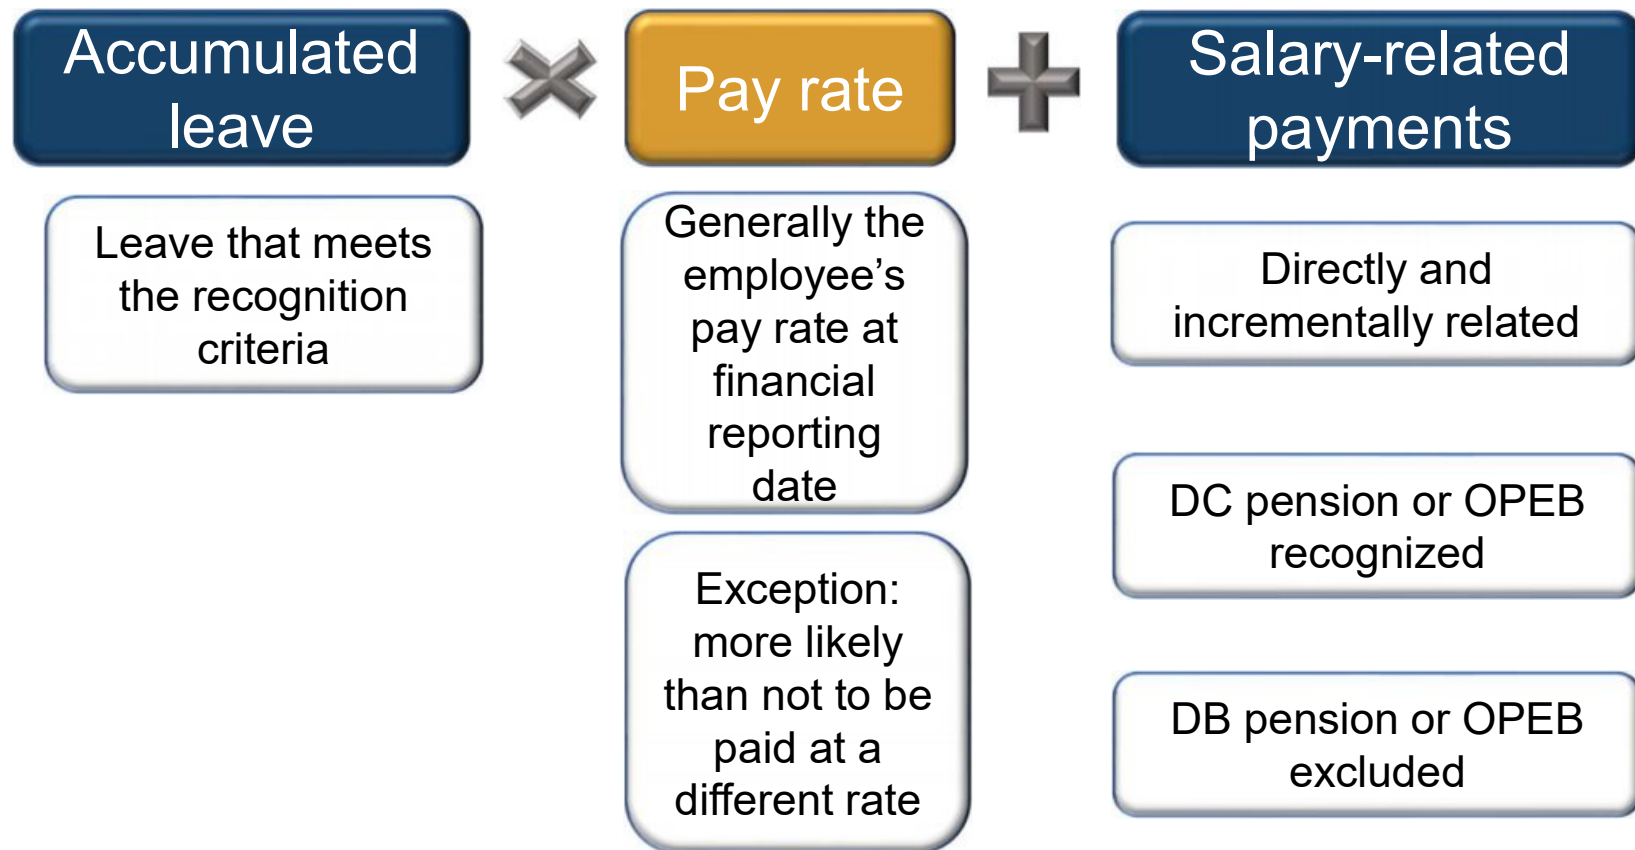 Accumulated
leave
Pay rate
Salary-related
payments
Leave that meets
the recognition
criteria
Generally the
employee’s
pay rate at
financial
reporting
date
Exception:
more likely
than not to be
paid at a
different rate
Directly and
incrementally related
DC pension or OPEB
recognized
DB pension or OPEB
excluded